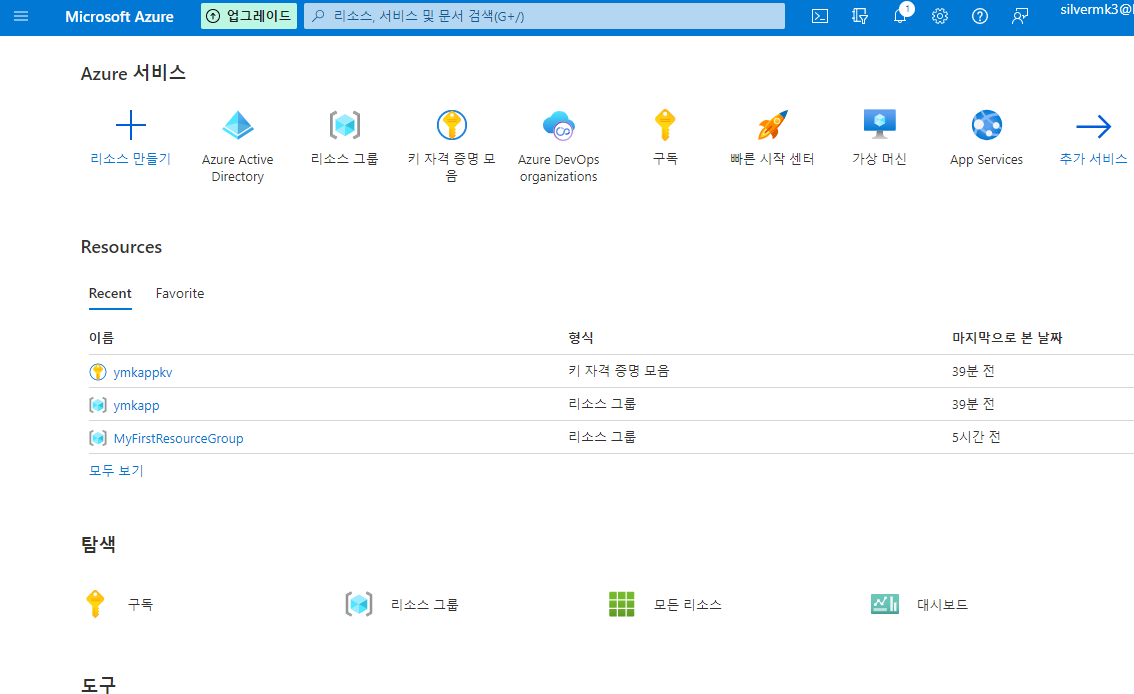 Microsoft Azure
업그레이드
리소스, 서비스 및 문서 검색(G+/)
1
silvermk3@
Azure 서비스
리소스 만들기
Azure Active
Directory
리소스 그룹
키 자격 증명 모
음
Azure DevOps
organizations
구독
빠른 시작 센터
가상 머신
App Services
추가 서비스
Resources
Recent
Favorite
이름
형식
마지막으로 본 날짜
ymkappkv
키 자격 증명 모음
39분 전
ymkapp
리소스 그룹
39분 전
MyFirstResourceGroup
리소스 그룹
5시간 전
모두 보기
탐색
구독
리소스 그룹
모든 리소스
대시보드
도구